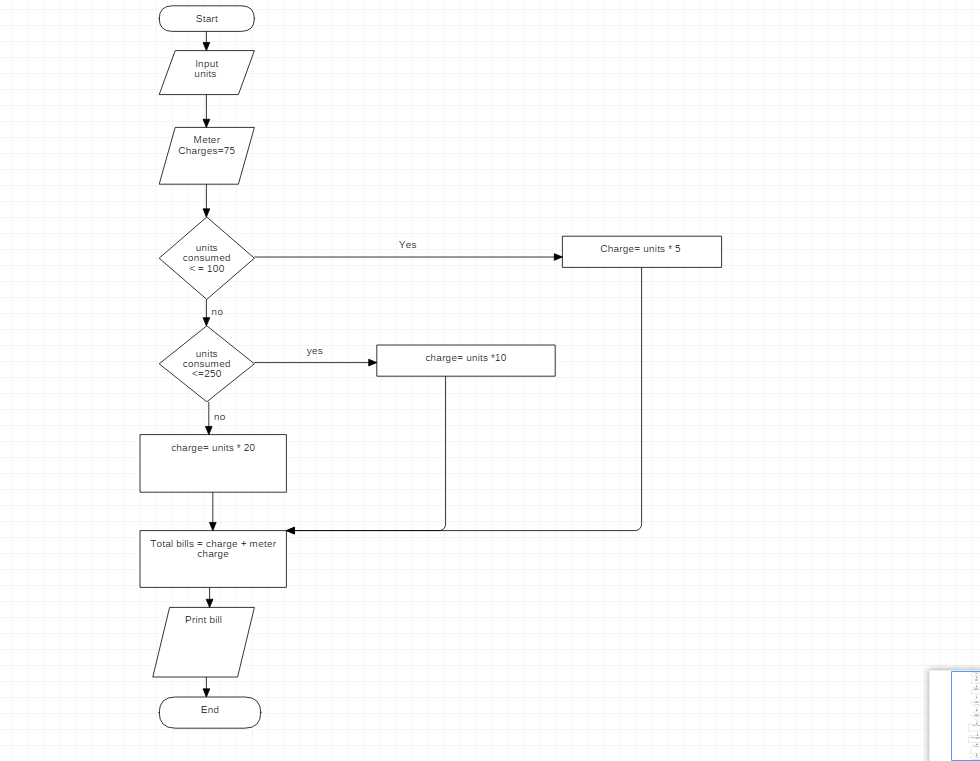 Start
Input
units
Meter
Charges=75
units
consumed
< = 100
Yes
Charge= units * 5
no
units
consumed
<=250
yes
charge= units *10
no
charge= units * 20
Total bills = charge + meter
charge
Print bill
End